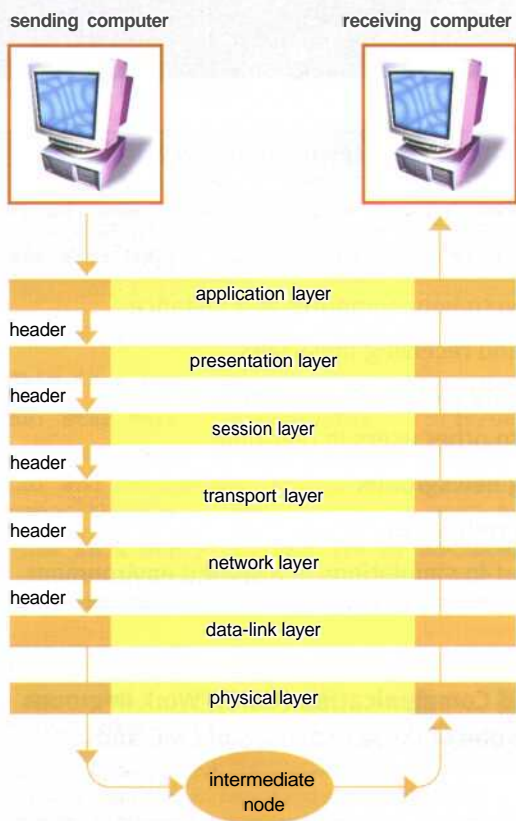 sending computer
receiving computer
application layer
header
presentation layer
header
session layer
header
transport layer
header
network layer
header
data-link layer
physical layer
intermediate
node